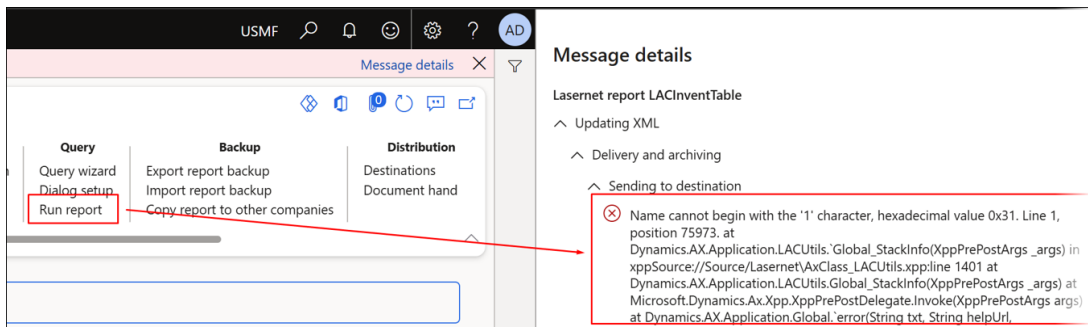 USMF
?
AD
Message details
0
Query
Backup
Distribution
Query wizard
Export report backup
Destinations
Dialog setup
Import report backup
Document hand
Run report
Copy report to other companies
Message details
Lasernet report LACInventTable
Updating XML
Delivery and archiving
Sending to destination
Name cannot begin with the '1' character, hexadecimal value 0x31. Line 1,
position 75973. at
Dynamics.AX.Application.LACUtils.`Global_StackInfo(XppPrePostArgs _args) in
xppSource://Source/Lasernet\AxClass_LACUtils.xpp:line 1401 at
Dynamics.AX.Application.LACUtils.Global_StackInfo(XppPrePostArgs _args) at
Microsoft.Dynamics.Ax.Xpp.XppPrePostDelegate.Invoke(XppPrePostArgs args)
at Dynamics.AX.Application.Global.`error(String txt, String helpUrl,